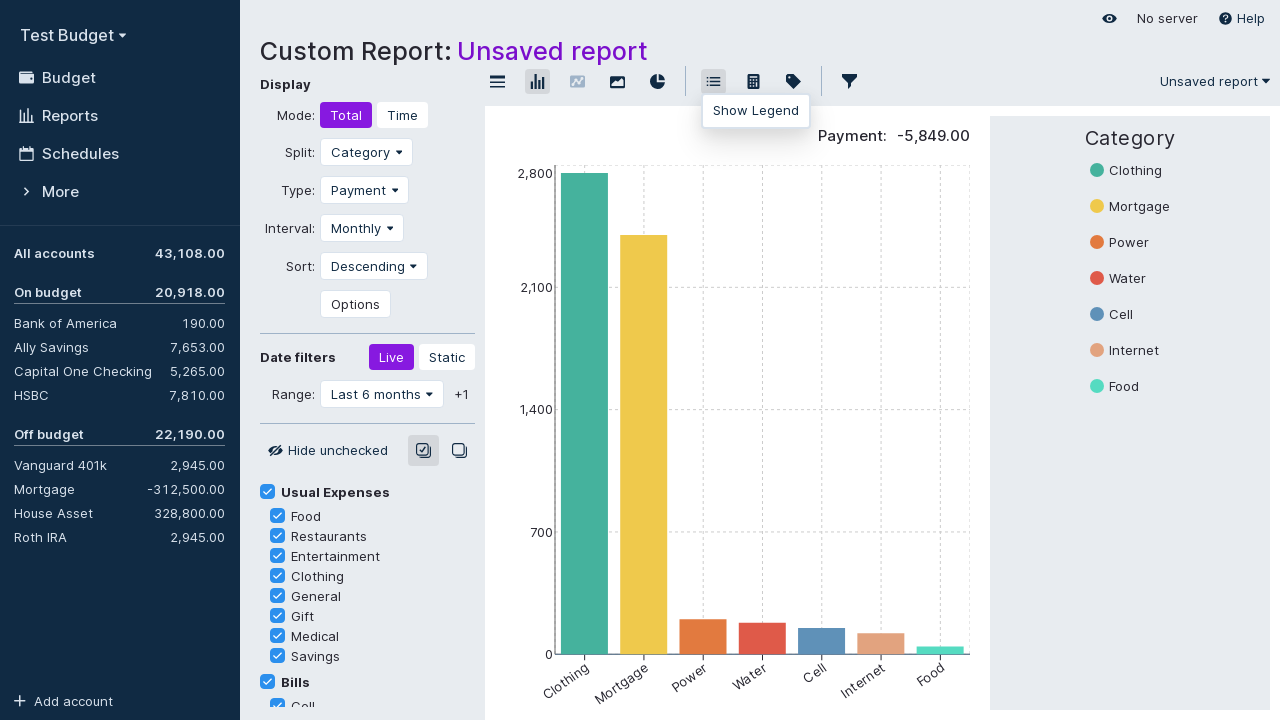 Test Budget
Budget
Reports
Schedules
More
All accounts 43,108.00
On budget 20,918.00
Bank of America 190.00
Ally Savings 7,653.00
Capital One Checking 5,265.00
HSBC 7,810.00
Off budget 22,190.00
Vanguard 401k 2,945.00
Mortgage -312,500.00
House Asset 328,800.00
Roth IRA 2,945.00
Add account
No server
Help
Custom Report: Unsaved report
Display
Mode: Total Time
Split: Category
Type: Payment
Interval: Monthly
Sort: Descending
Options
Date filters Live Static
Range: Last 6 months +1
Hide unchecked
Usual Expenses
Food
Restaurants
Entertainment
Clothing
General
Gift
Medical
Savings
Bills
Cell
Unsaved report
Show Legend
Payment: -5,849.00
2,800
2,100
1,400
700
0
Clothing
Mortgage
Power
Water
Cell
Internet
Food
Category
Clothing
Mortgage
Power
Water
Cell
Internet
Food